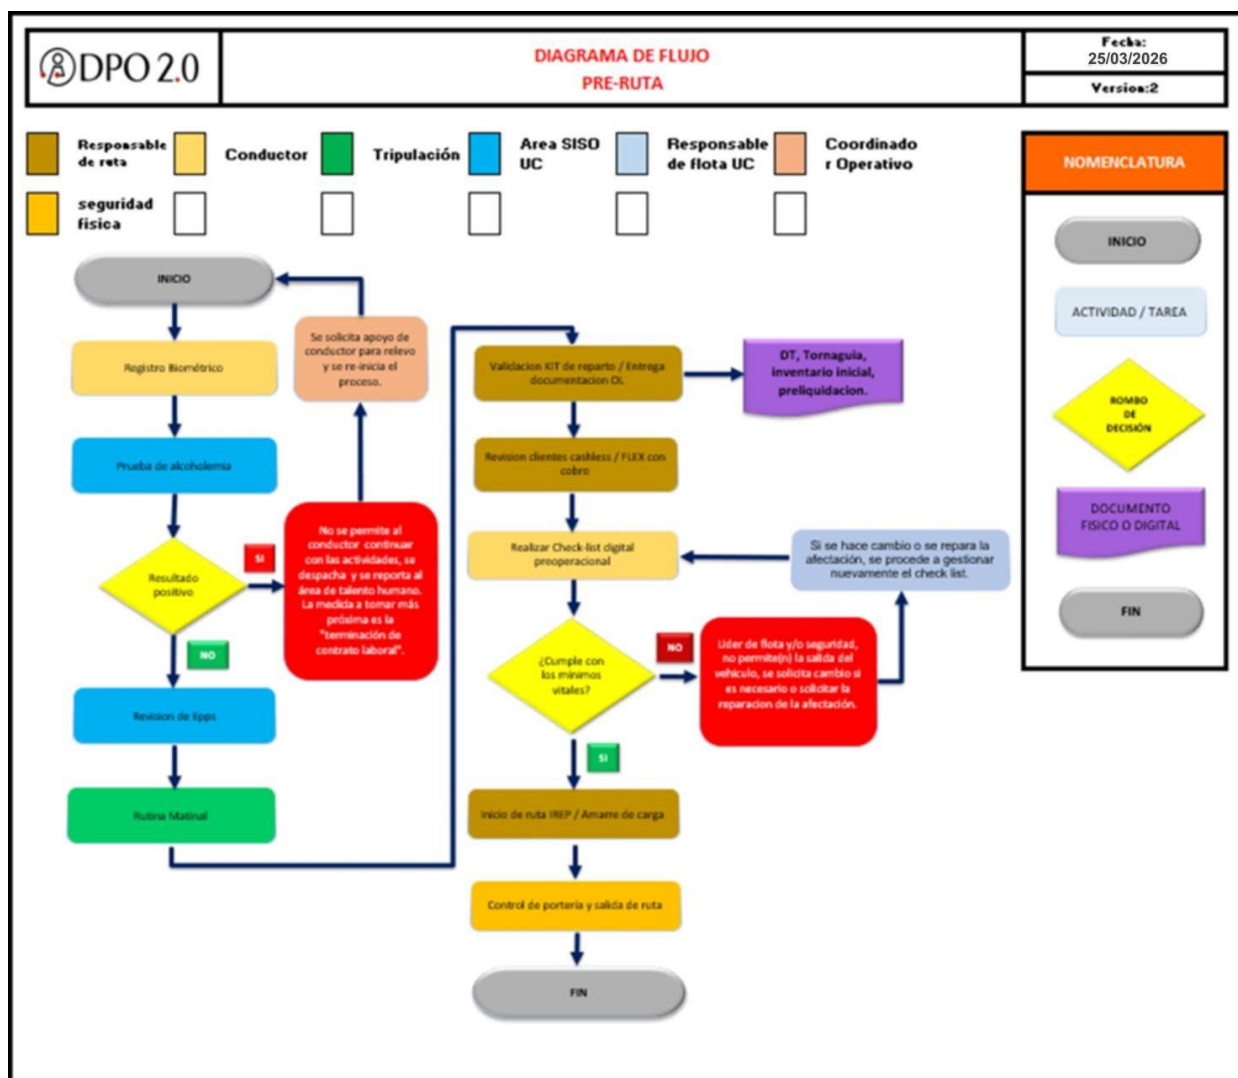 DPO 2.0
DIAGRAMA DE FLUJO
PRE-RUTA
Fecha:
25/03/2026
Version:2
Responsable
de ruta
Conductor
Tripulación
Area SISO
UC
Responsable
de flota UC
Coordinado
r Operativo
seguridad
fisica
NOMENCLATURA
INICIO
ACTIVIDAD / TAREA
ROMBO
DE
DECISIÓN
DOCUMENTO
FISICO O DIGITAL
FIN
INICIO
Registro Biométrico
Prueba de alcoholemia
Resultado
positivo
SI
No se permite al
conductor continuar
con las actividades, se
despacha y se reporta al
área de talento humano.
La medida a tomar más
próxima es la
"terminación de
contrato laboral".
Se solicita apoyo de
conductor para relevo
y se re-inicia el
proceso.
NO
Revision de Epps
Rutina Matinal
Validacion KIT de reparto / Entrega
documentacion OL
DT, Tornaguia,
inventario inicial,
preliquidacion.
Revision clientes cashless / FLEX con
cobro
Realizar Check-list digital
preoperacional
Si se hace cambio o se repara la
afectación, se procede a gestionar
nuevamente el check list.
¿Cumple con
los mínimos
vitales?
NO
Lider de flota y/o seguridad,
no permite(n) la salida del
vehículo, se solicita cambio si
es necesario o solicitar la
reparacion de la afectación.
SI
Inicio de ruta IREP / Amarre de carga
Control de portería y salida de ruta
FIN